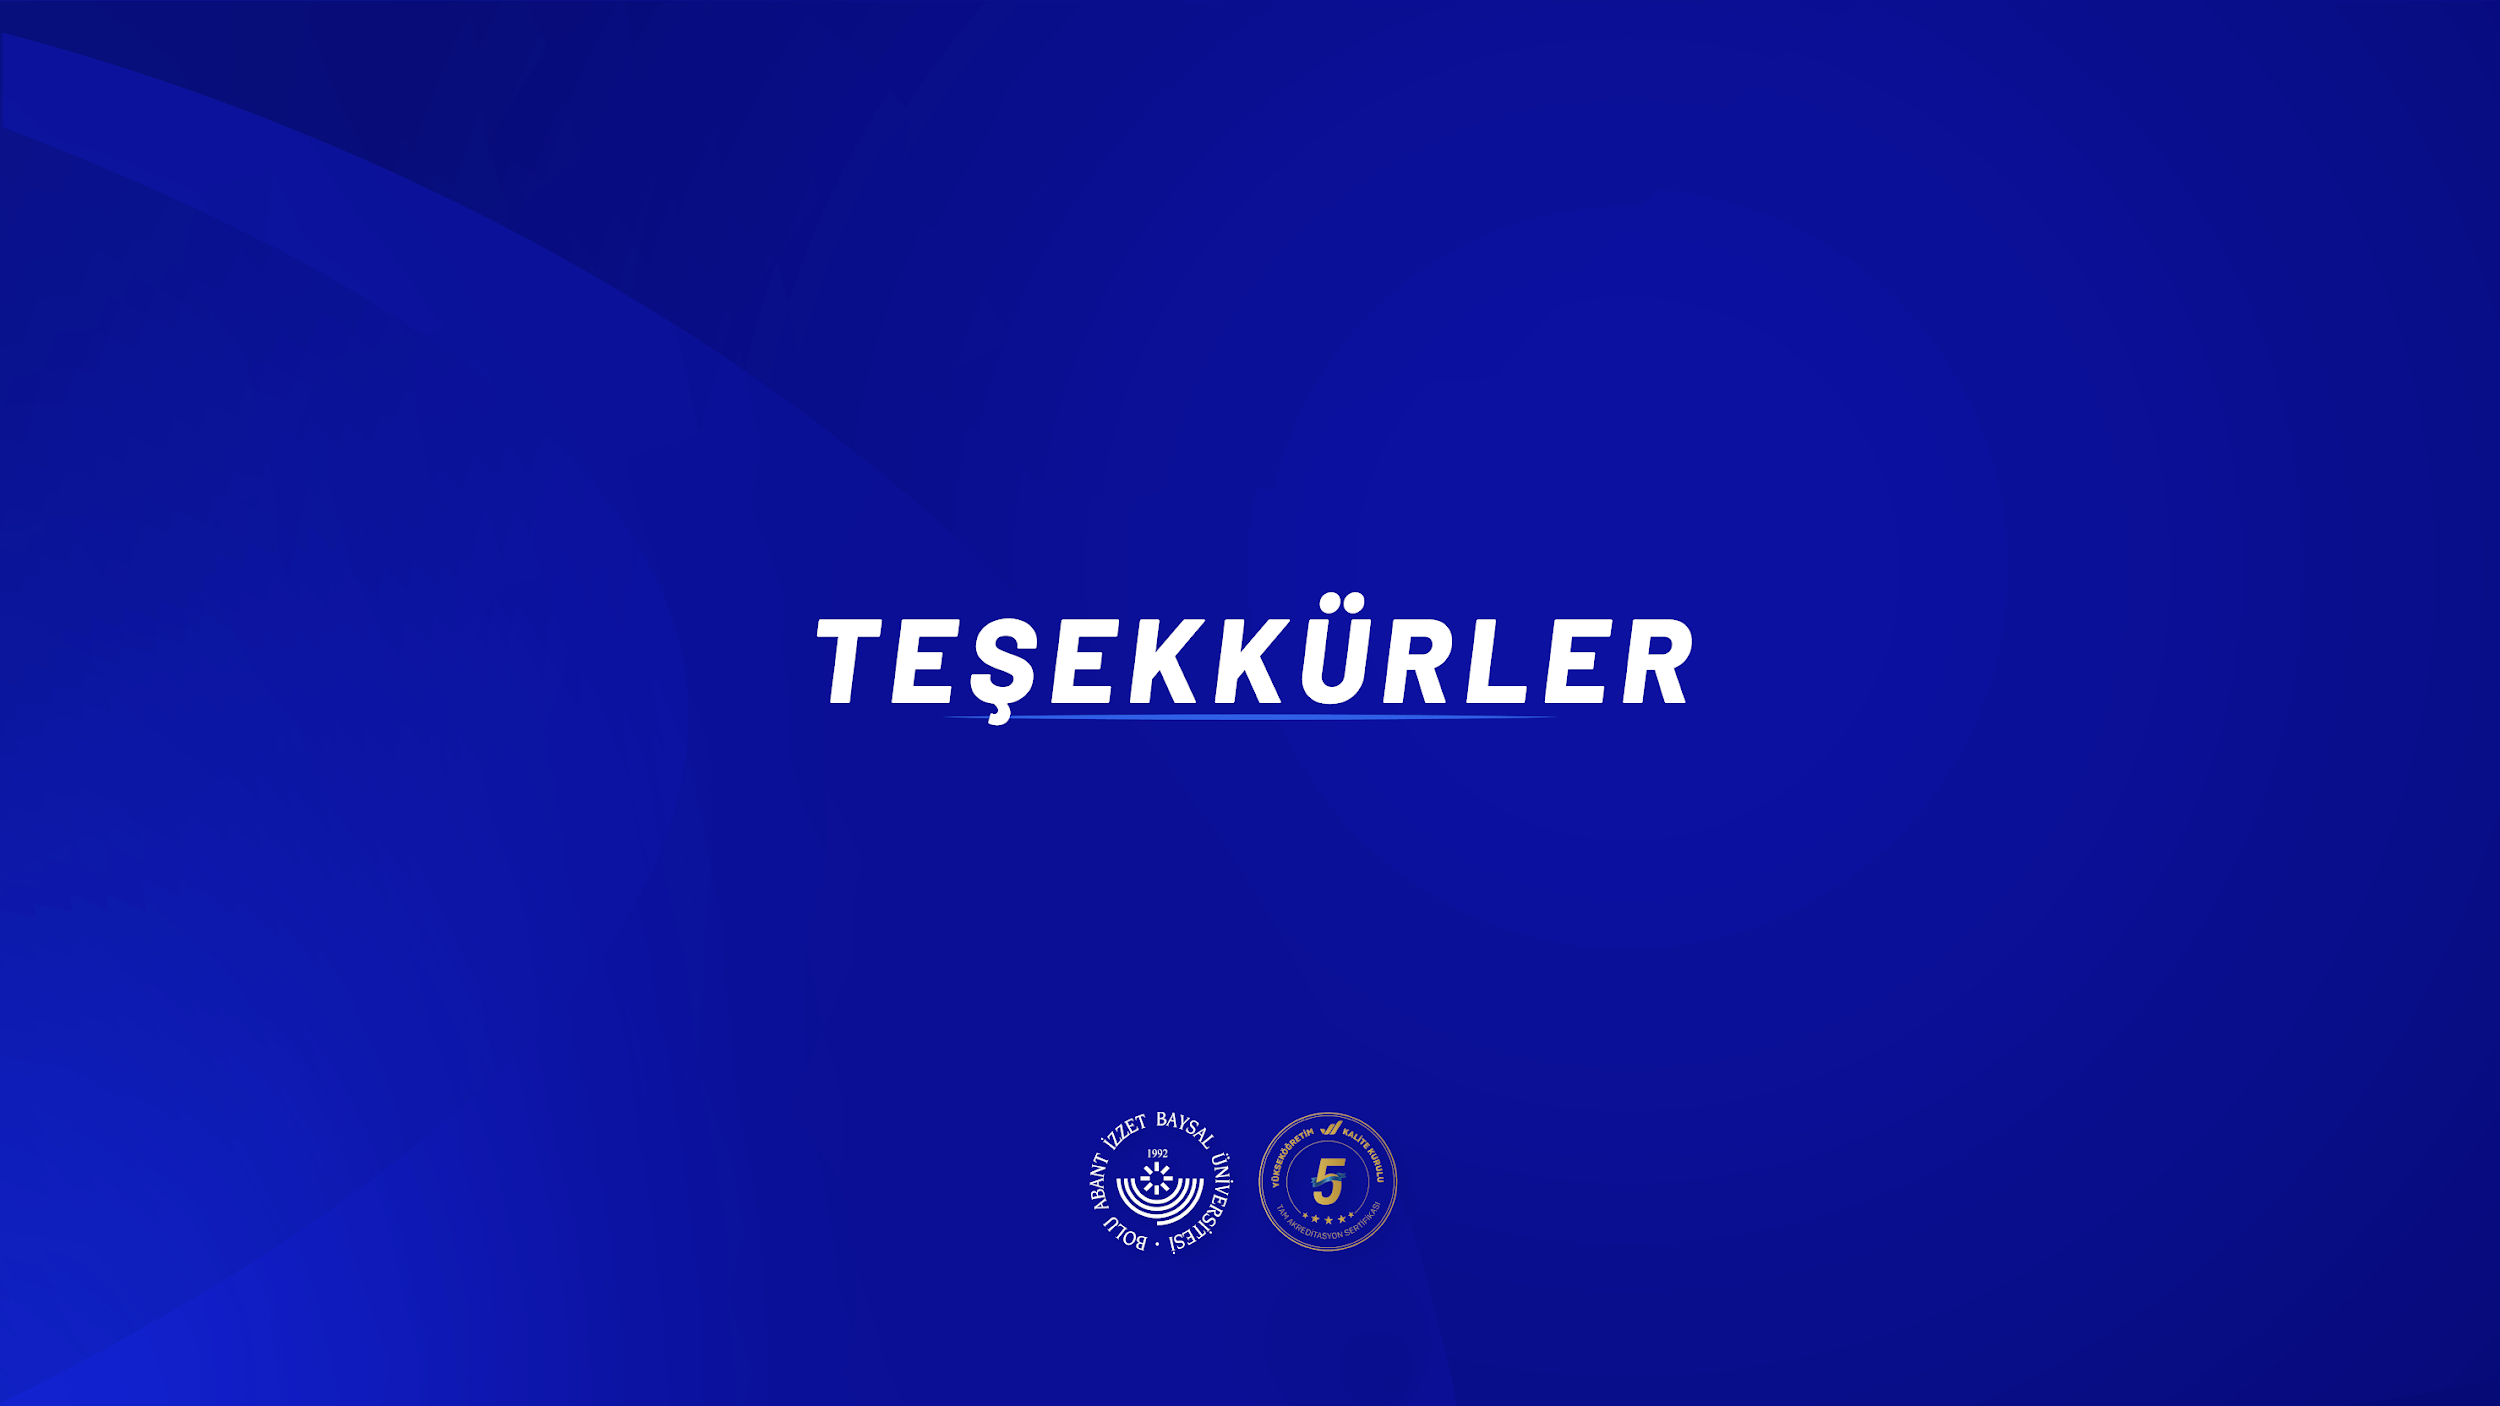 TEŞEKKÜRLER
BOLU ABANT İZZET BAYSAL ÜNİVERSİTESİ
1992
YÜKSEKÖĞRETİM KALİTE KURULU
5
TAM AKREDİTASYON SERTİFİKASI